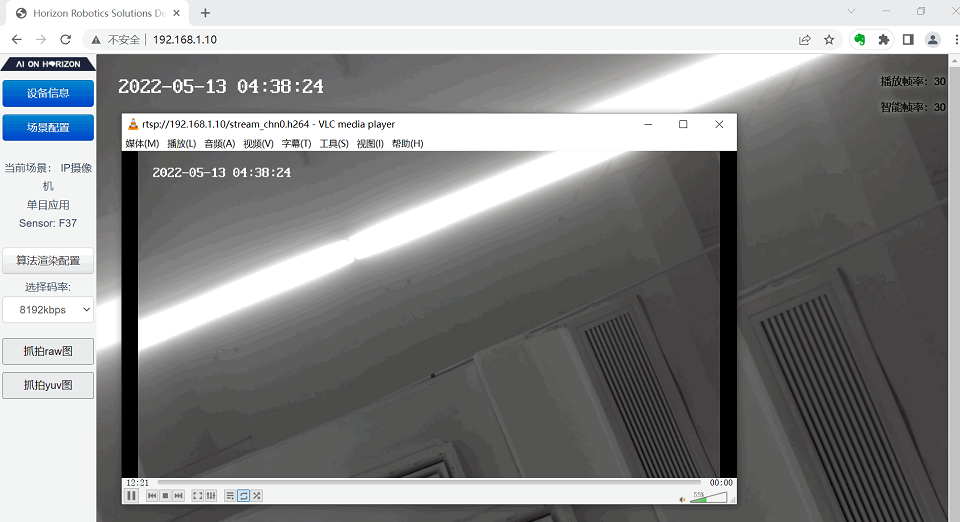 Horizon Robotics Solutions De
不安全
192.168.1.10
AI ON HORIZON
设备信息
场景配置
当前场景： IP摄像
机
单目应用
Sensor: F37
算法渲染配置
选择码率:
8192kbps
抓拍raw图
抓拍yuv图
2022-05-13 04:38:24
播放帧率：30
智能帧率：30
rtsp://192.168.1.10/stream_chn0.h264 - VLC media player
媒体(M) 播放(L) 音频(A) 视频(V) 字幕(T) 工具(S) 视图(I) 帮助(H)
2022-05-13 04:38:24
12:21
00:00
55%